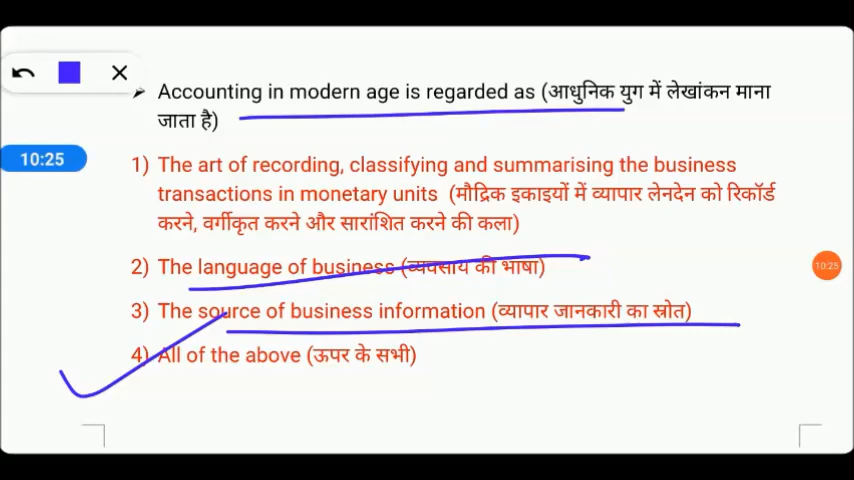 Accounting in modern age is regarded as (आधुनिक युग में लेखांकन माना
जाता है)
10:25
1) The art of recording, classifying and summarising the business
transactions in monetary units (मौद्रिक इकाइयों में व्यापार लेनदेन को रिकॉर्ड
करने, वर्गीकृत करने और सारांशित करने की कला)
2) The language of business (व्यवसाय की भाषा)
10:25
3) The source of business information (व्यापार जानकारी का स्रोत)
4) All of the above (ऊपर के सभी)